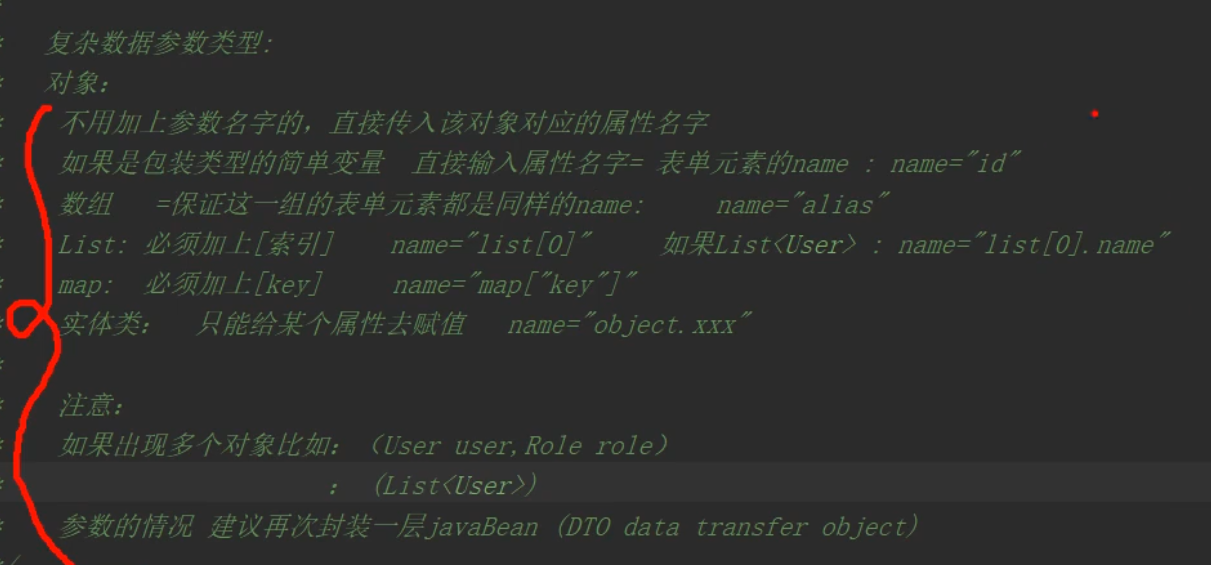 *
* 复杂数据参数类型:
* 对象:
* 不用加上参数名字的, 直接传入该对象对应的属性名字
* 如果是包装类型的简单变量 直接输入属性名字= 表单元素的name : name="id"
* 数组 =保证这一组的表单元素都是同样的name: name="alias"
* List: 必须加上[索引] name="list[0]" 如果List<User> : name="list[0].name"
* map: 必须加上[key] name="map["key"]"
* 实体类: 只能给某个属性去赋值 name="object.xxx"
*
* 注意:
* 如果出现多个对象比如: (User user,Role role)
* : (List<User>)
* 参数的情况 建议再次封装一层javaBean (DTO data transfer object)
*/